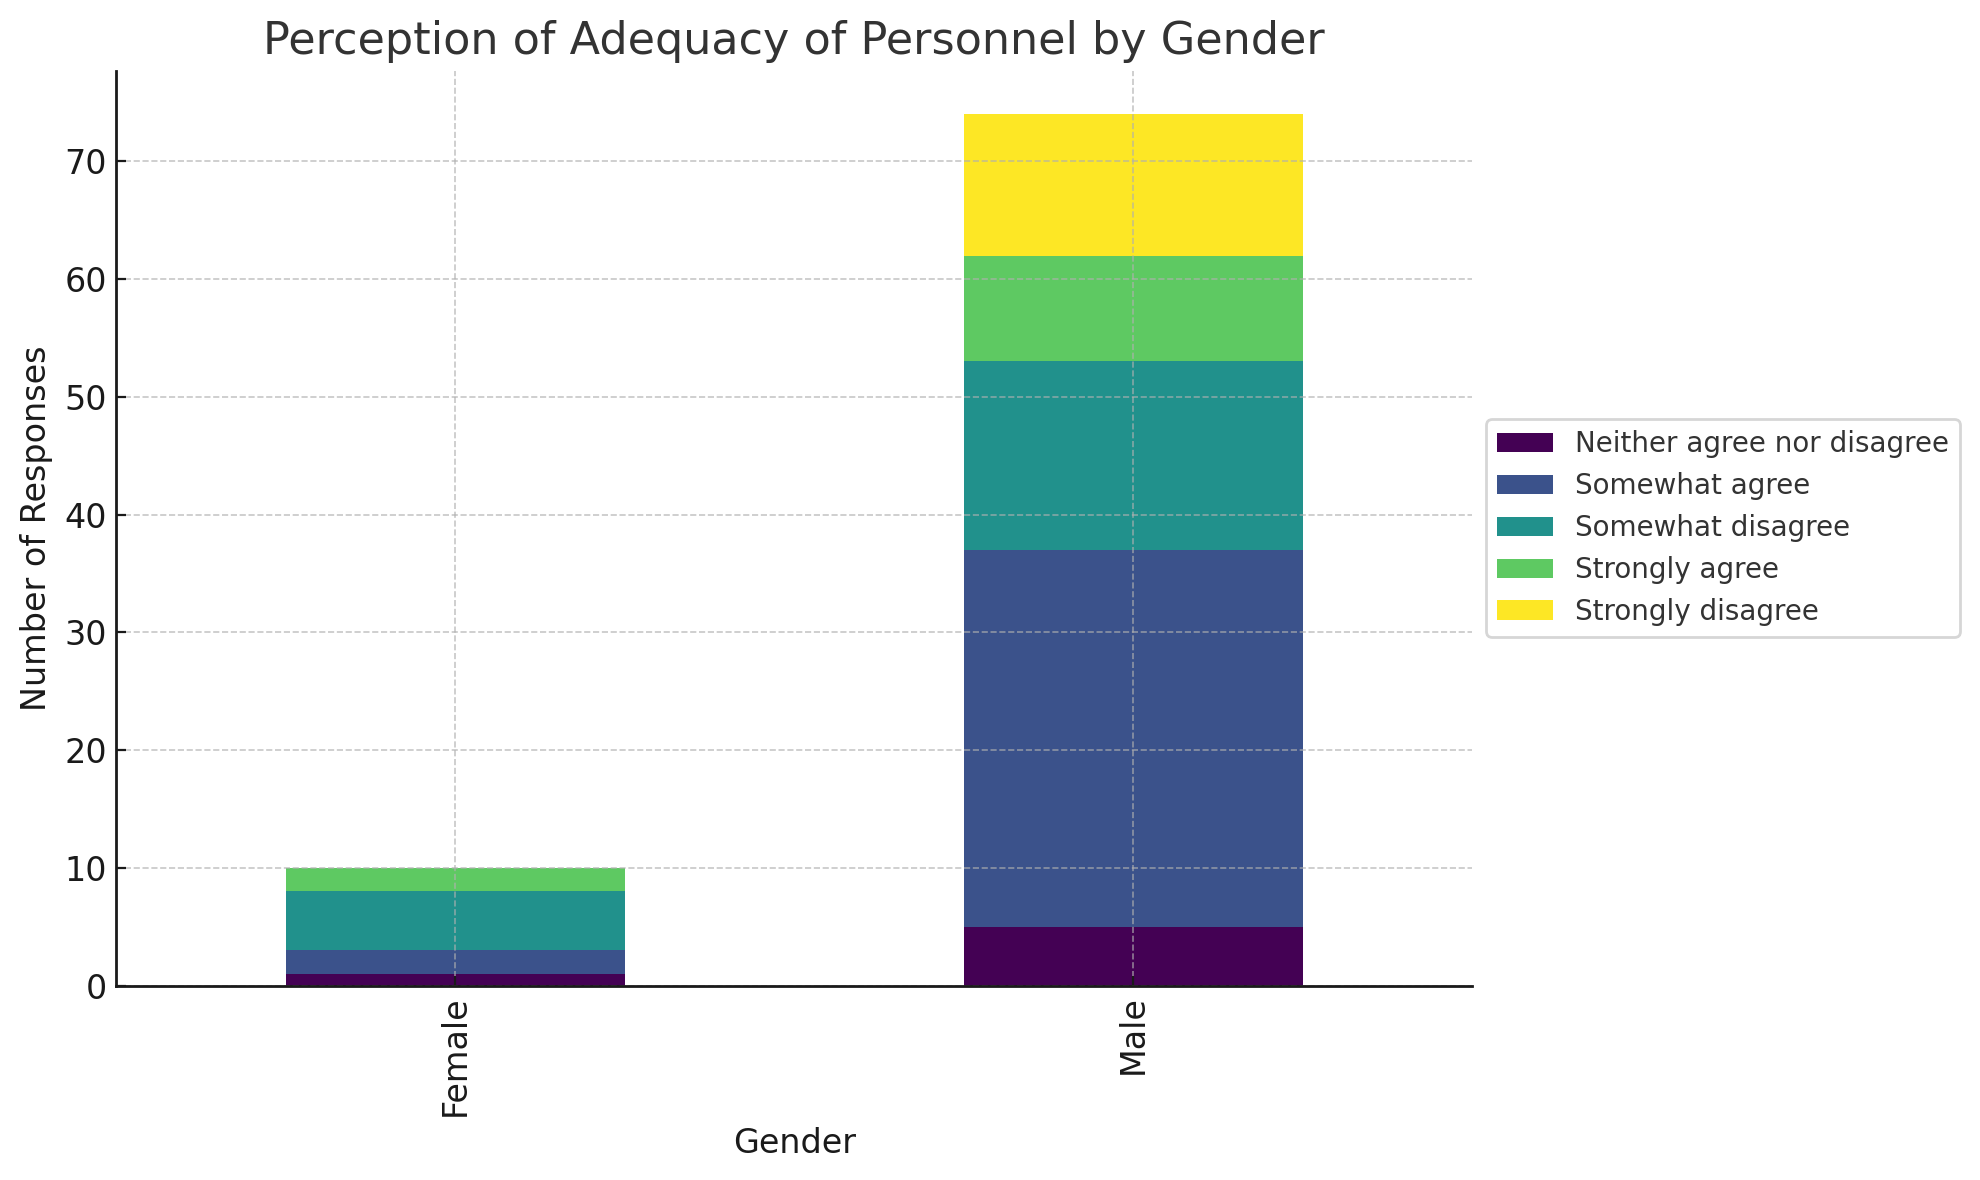 Perception of Adequacy of Personnel by Gender
Number of Responses
70
60
50
40
30
20
10
0
Female
Male
Gender
Neither agree nor disagree
Somewhat agree
Somewhat disagree
Strongly agree
Strongly disagree